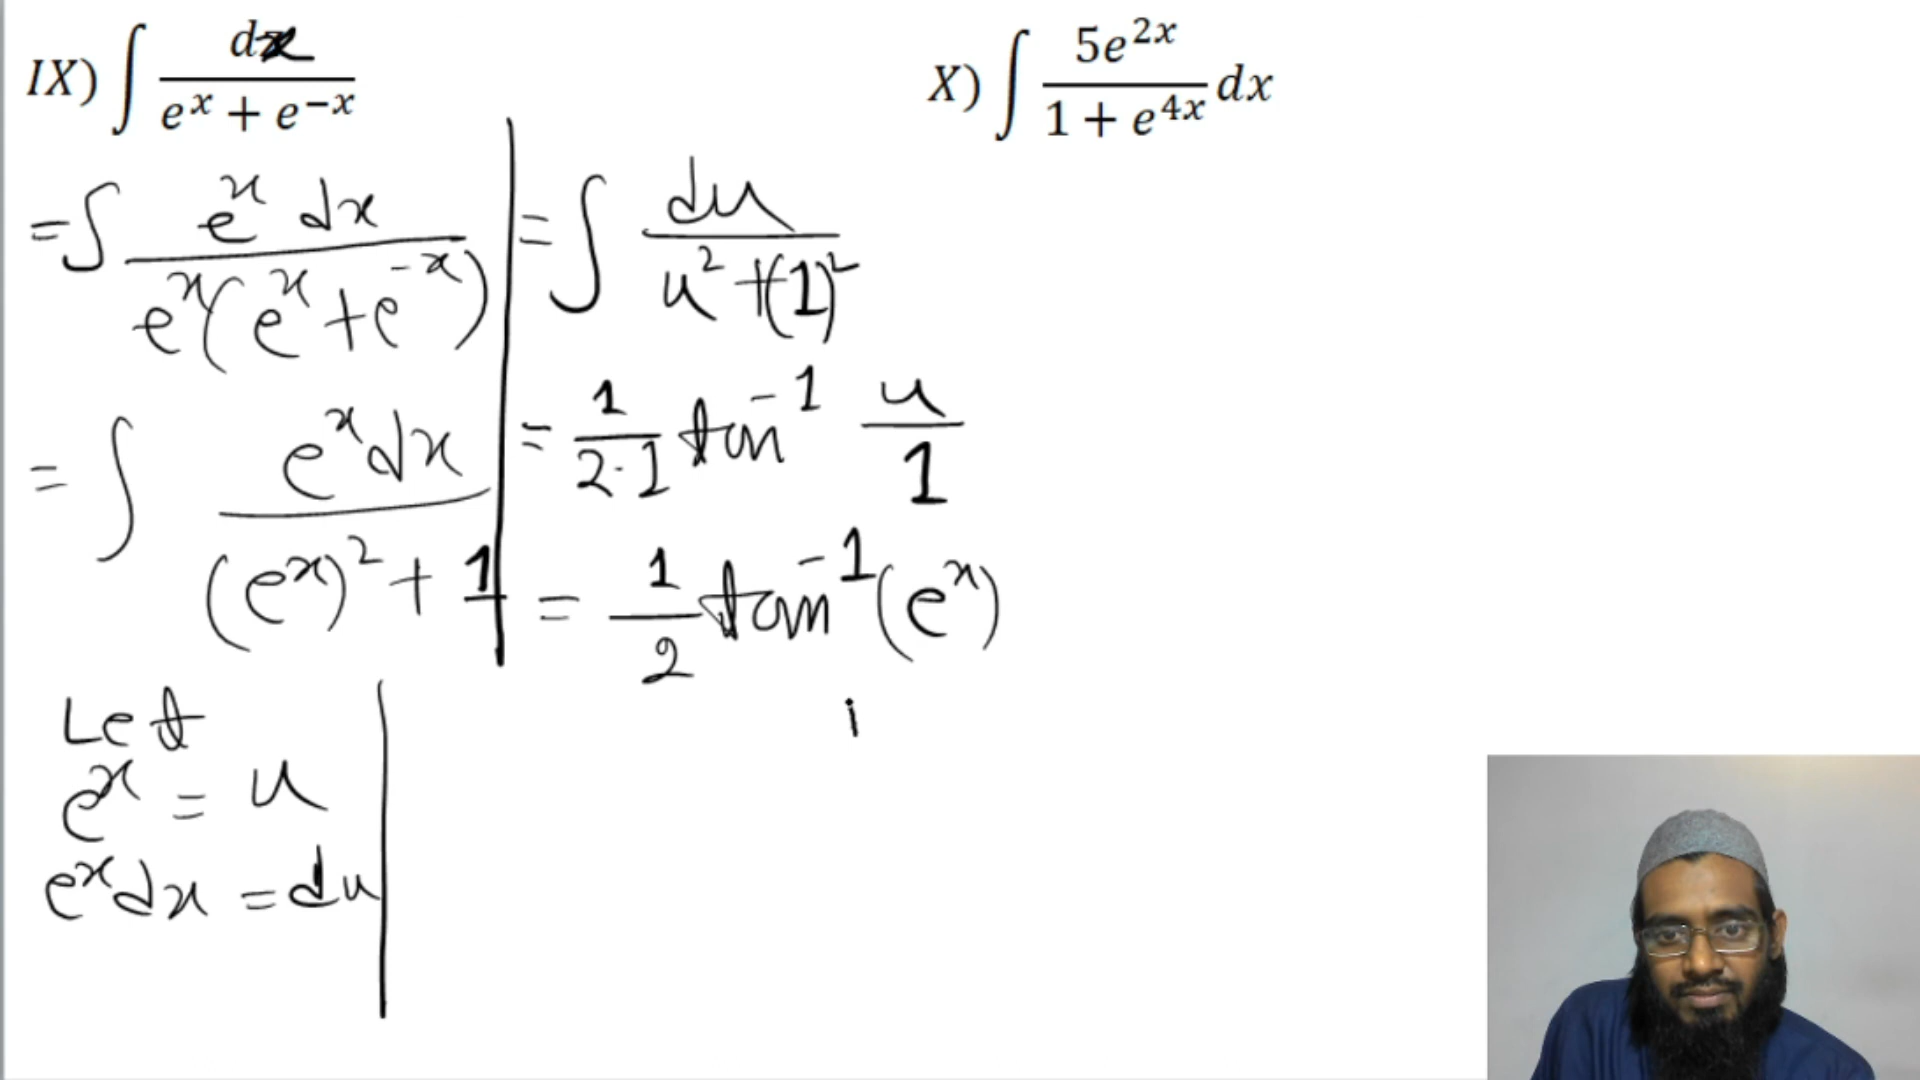 IX) ∫ dx / (e^x + e^{-x})
= ∫ e^x dx / e^x(e^x + e^{-x})
= ∫ e^x dx / (e^x)^2 + 1
Let
e^x = u
e^x dx = du
= ∫ du / u^2 + (1)^2
= 1/2·1 tan^{-1} u/1
= 1/2 tan^{-1}(e^x)
X) ∫ 5e^{2x} / (1 + e^{4x}) dx